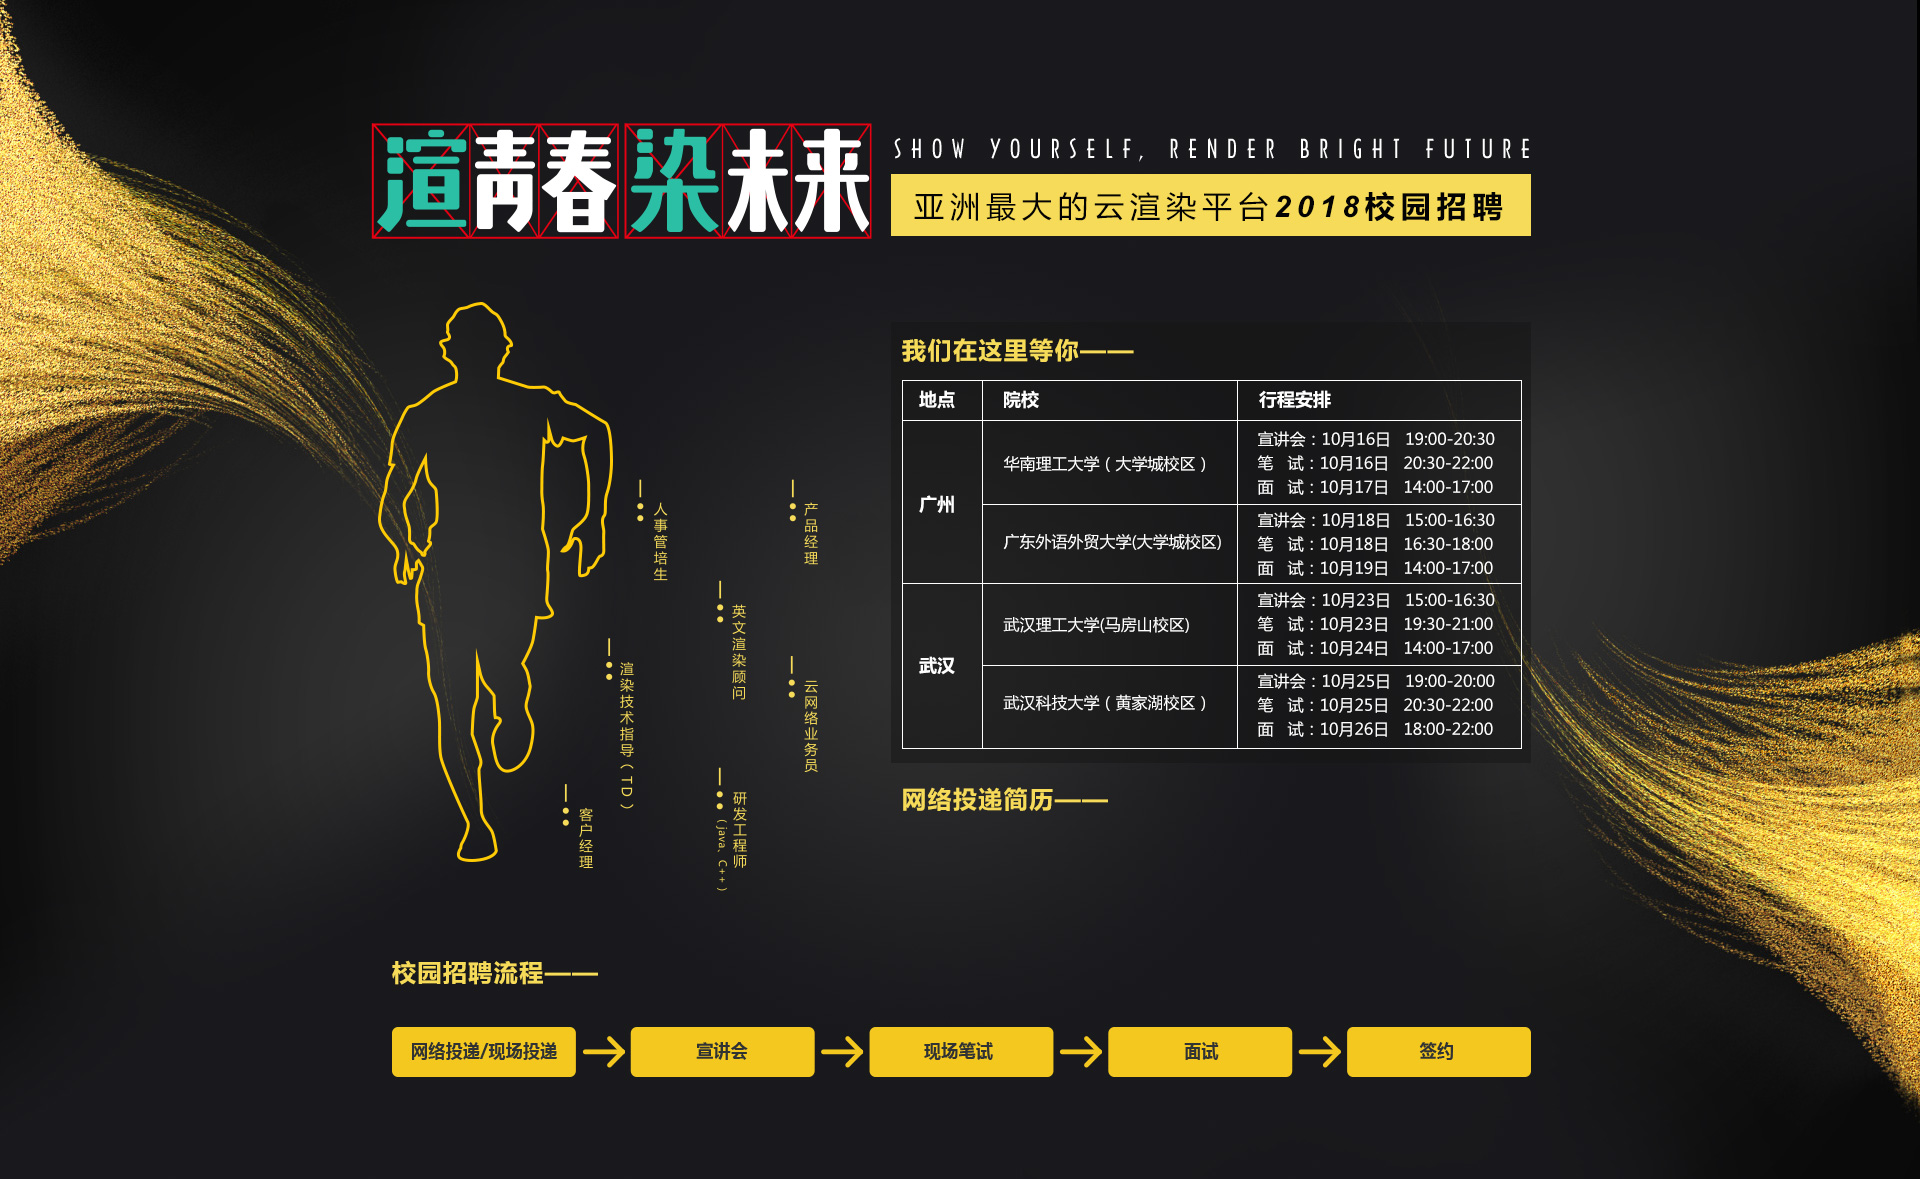 渲青春 染未来
SHOW YOURSELF, RENDER BRIGHT FUTURE
亚洲最大的云渲染平台2018校园招聘
人事管培生
产品经理
英文渲染顾问
渲染技术指导（TD）
云网络业务员
客户经理
研发工程师
（java、C++）
我们在这里等你——
地点 院校 行程安排
广州
华南理工大学（大学城校区）
宣讲会：10月16日 19:00-20:30
笔 试：10月16日 20:30-22:00
面 试：10月17日 14:00-17:00
广东外语外贸大学(大学城校区)
宣讲会：10月18日 15:00-16:30
笔 试：10月18日 16:30-18:00
面 试：10月19日 14:00-17:00
武汉
武汉理工大学(马房山校区)
宣讲会：10月23日 15:00-16:30
笔 试：10月23日 19:30-21:00
面 试：10月24日 14:00-17:00
武汉科技大学（黄家湖校区）
宣讲会：10月25日 19:00-20:00
笔 试：10月25日 20:30-22:00
面 试：10月26日 18:00-22:00
网络投递简历——
校园招聘流程——
网络投递/现场投递
宣讲会
现场笔试
面试
签约